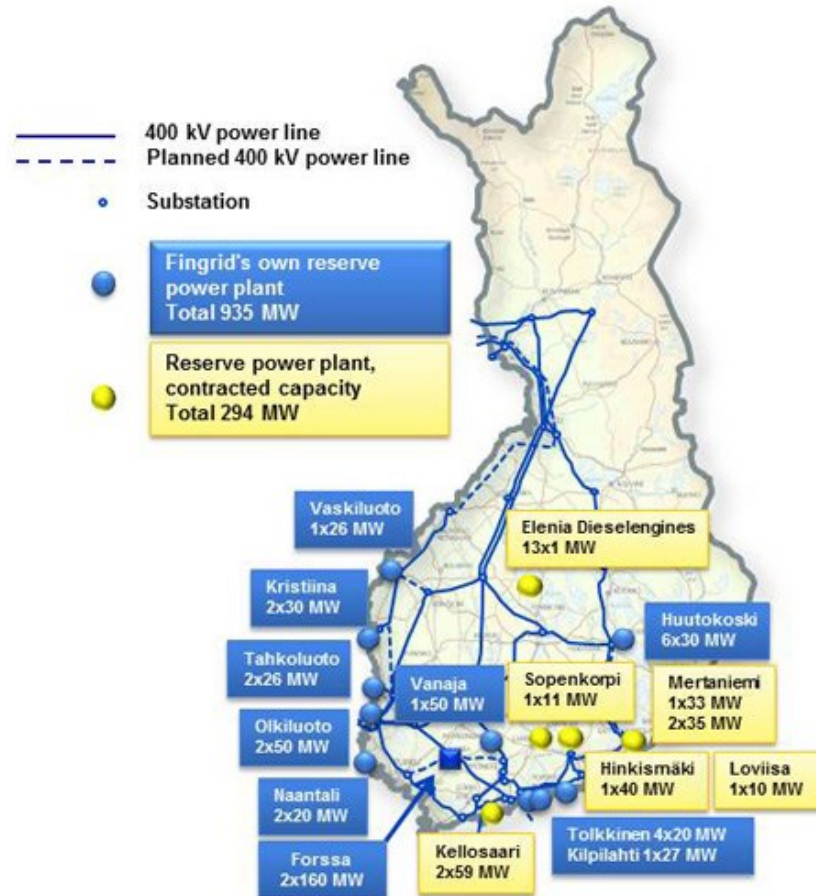 400 kV power line
Planned 400 kV power line
Substation
Fingrid's own reserve
power plant
Total 935 MW
Reserve power plant,
contracted capacity
Total 294 MW
Vaskiluoto
1x26 MW
Elenia Dieselengines
13x1 MW
Kristiina
2x30 MW
Huutokoski
6x30 MW
Tahkoluoto
2x26 MW
Vanaja
1x50 MW
Sopenkorpi
1x11 MW
Mertaniemi
1x33 MW
2x35 MW
Olkiluoto
2x50 MW
Naantali
2x20 MW
Hinkismäki
1x40 MW
Loviisa
1x10 MW
Forssa
2x160 MW
Kellosaari
2x59 MW
Tolkkinen 4x20 MW
Kilpilahti 1x27 MW